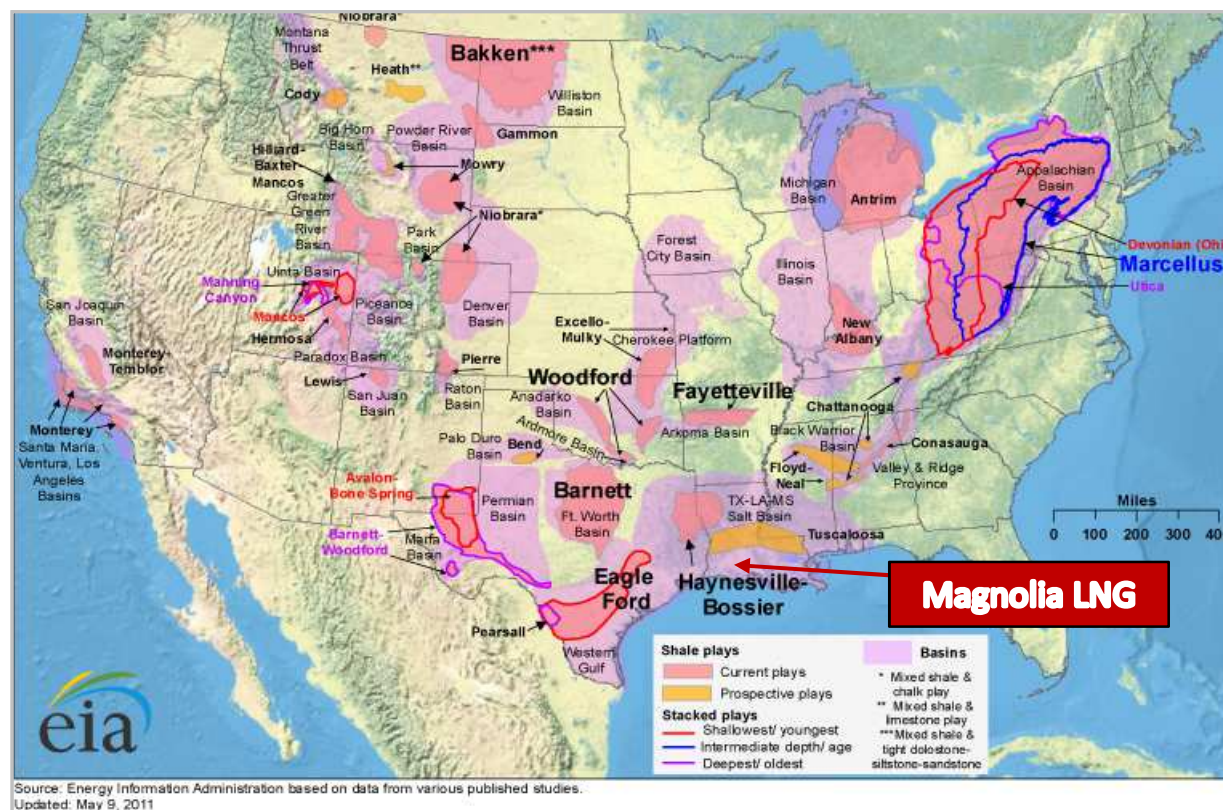 Niobrara*
Montana
Thrust
Belt
Bakken***
Heath**
Cody
Williston
Basin
Big Horn
Basin
Powder River
Basin
Gammon
Hilliard-
Baxter
Mancos
Mowry
Greater
Green
River
Basin
Niobrara*
Park
Basin
Michigan
Basin
Antrim
Appalachian
Basin
Devonian (Ohi
Marcellus
Utica
Forest
City Basin
Illinois
Basin
Uinta Basin
Manning
Canyon
Mancos
Piceance
Basin
Denver
Basin
San Joaquin
Basin
Hermosa
Paradox Basin
Excello-
Mulky
Cherokee Platform
New
Albany
Monterey-
Temblor
Lewis
San Juan
Basin
Pierre
Raton
Basin
Woodford
Anadarko
Basin
Fayetteville
Arkoma Basin
Chattanooga
Black Warrior
Basin
Conasauga
Monterey
Santa Maria,
Ventura, Los
Angeles
Basins
Palo Duro
Basin
Bend
Ardmore Basin
Floyd-
Neal
Valley & Ridge
Province
Avalon-
Bone Spring
Permian
Basin
Barnett
Ft. Worth
Basin
TX-LA-MS
Salt Basin
Tuscaloosa
Miles
0 100 200 300 40
Barnett-
Woodford
Marfa
Basin
Eagle
Ford
Haynesville-
Bossier
Magnolia LNG
Pearsall
Western
Gulf
Shale plays
Current plays
Prospective plays
Stacked plays
Shallowest/ youngest
Intermediate depth/ age
Deepest/ oldest
Basins
* Mixed shale &
chalk play
** Mixed shale &
limestone play
***Mixed shale &
tight dolostone-
siltstone-sandstone
eia
Source: Energy Information Administration based on data from various published studies.
Updated: May 9, 2011